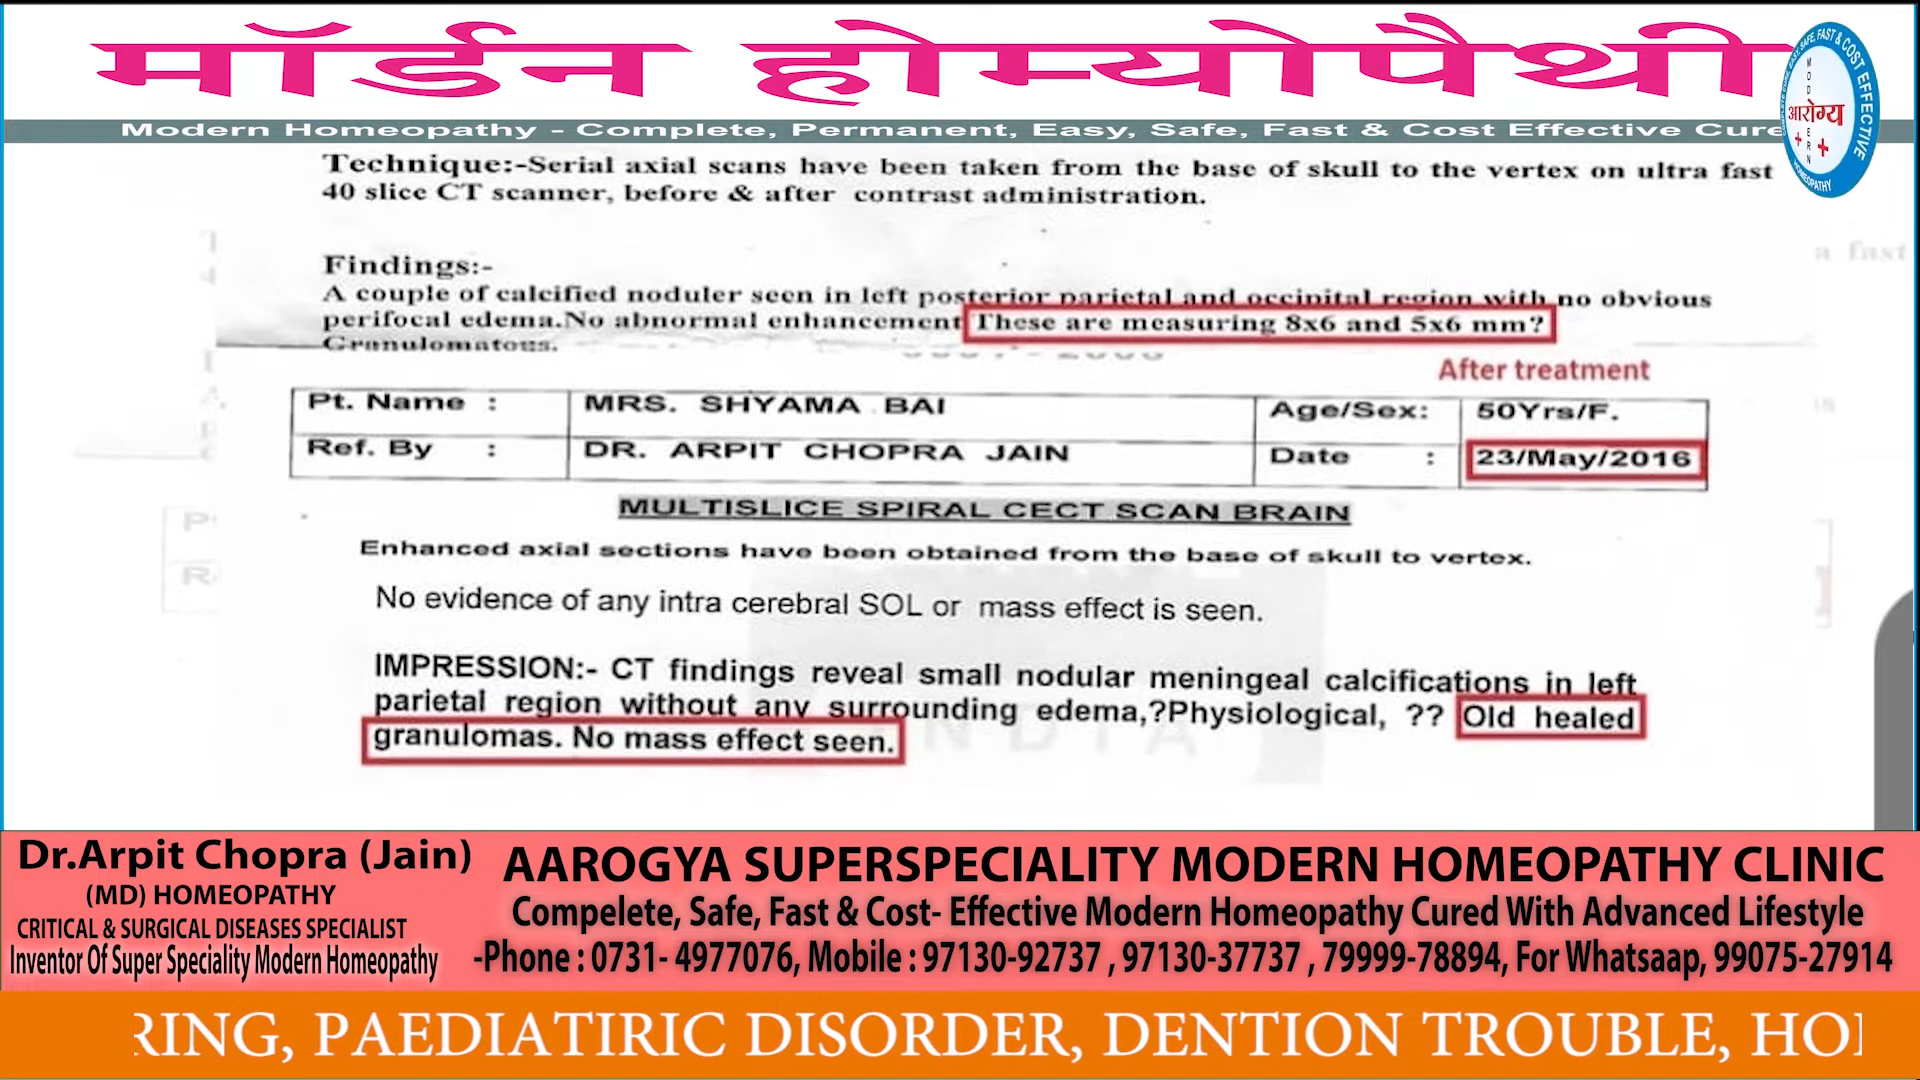 मॉर्डन होम्योपैथी
Modern Homeopathy - Complete, Permanent, Easy, Safe, Fast & Cost Effective Cure
SAFE, FAST & COST EFFECTIVE
MODERN
आरोग्य
HOMEOPATHY
Technique:-Serial axial scans have been taken from the base of skull to the vertex on ultra fast
40 slice CT scanner, before & after contrast administration.
Findings:-
A couple of calcified noduler seen in left posterior parietal and occipital region with no obvious
perifocal edema.No abnormal enhancement These are measuring 8x6 and 5x6 mm?
Granulomatous.
After treatment
Pt. Name : MRS. SHYAMA BAI Age/Sex: 50Yrs/F.
Ref. By : DR. ARPIT CHOPRA JAIN Date : 23/May/2016
MULTISLICE SPIRAL CECT SCAN BRAIN
Enhanced axial sections have been obtained from the base of skull to vertex.
No evidence of any intra cerebral SOL or mass effect is seen.
IMPRESSION:- CT findings reveal small nodular meningeal calcifications in left
parietal region without any surrounding edema,?Physiological, ?? Old healed
granulomas. No mass effect seen.
Dr.Arpit Chopra (Jain)
(MD) HOMEOPATHY
CRITICAL & SURGICAL DISEASES SPECIALIST
Inventor Of Super Speciality Modern Homeopathy
AAROGYA SUPERSPECIALITY MODERN HOMEOPATHY CLINIC
Compelete, Safe, Fast & Cost- Effective Modern Homeopathy Cured With Advanced Lifestyle
-Phone : 0731- 4977076, Mobile : 97130-92737 , 97130-37737 , 79999-78894, For Whatsaap, 99075-27914
RING, PAEDIATIRIC DISORDER, DENTION TROUBLE, HO